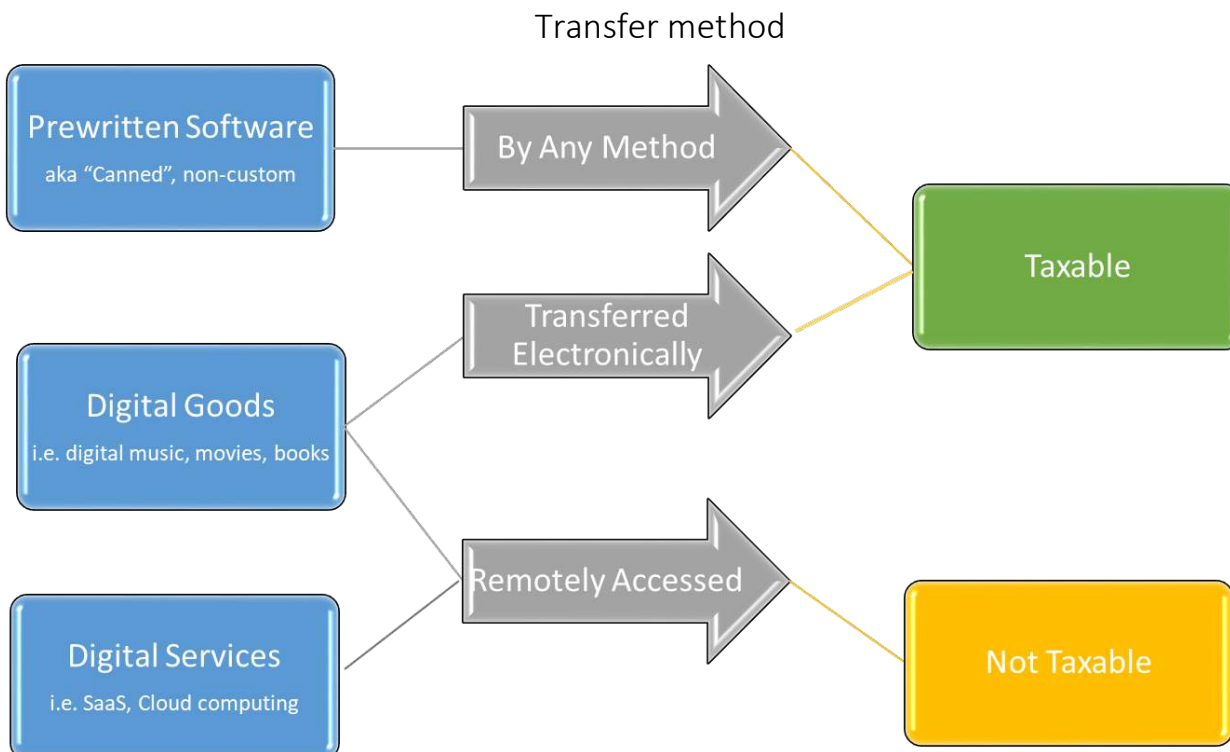 Transfer method
Prewritten Software
aka “Canned”, non-custom
By Any Method
Taxable
Transferred
Electronically
Digital Goods
i.e. digital music, movies, books
Remotely Accessed
Digital Services
i.e. SaaS, Cloud computing
Not Taxable